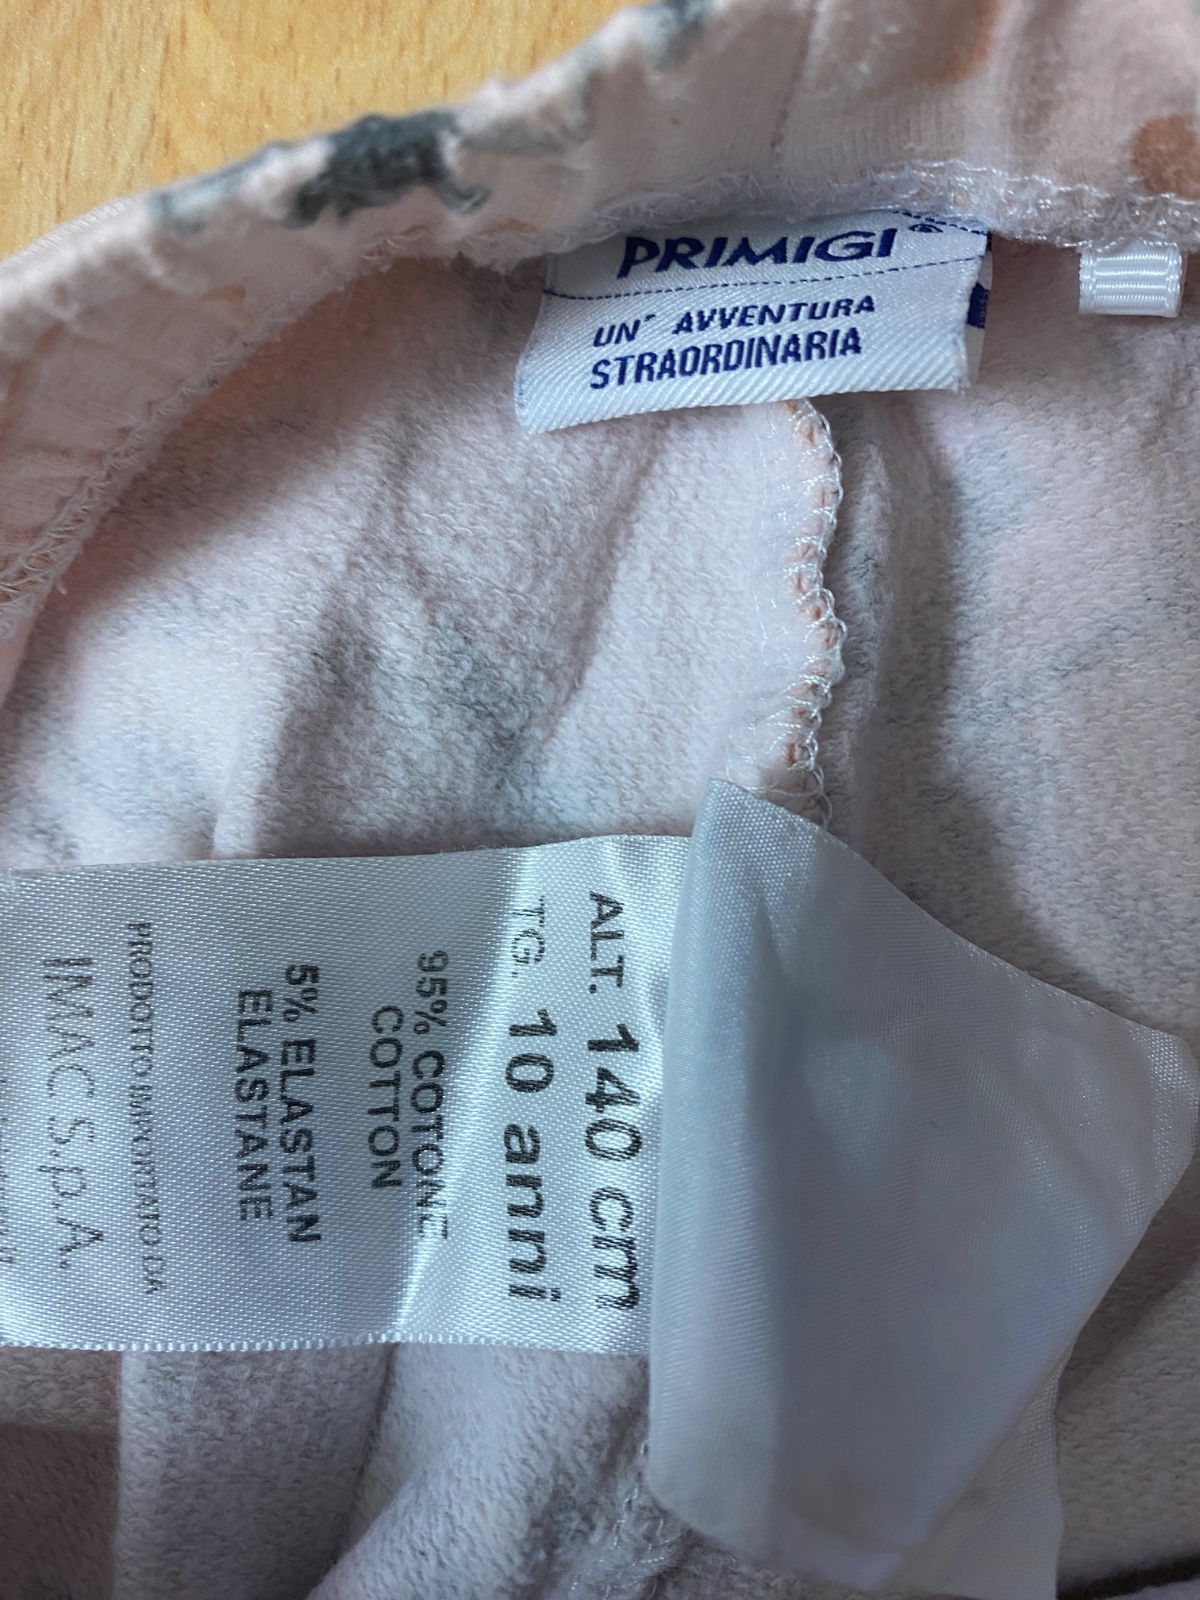 PRIMIGI®
UN' AVVENTURA
STRAORDINARIA
ALT. 140 cm
TG. 10 anni
95% COTONE
COTTON
5% ELASTAN
ELASTANE
PRODOTTO IMPORTATO DA
IMAC S.p.A.